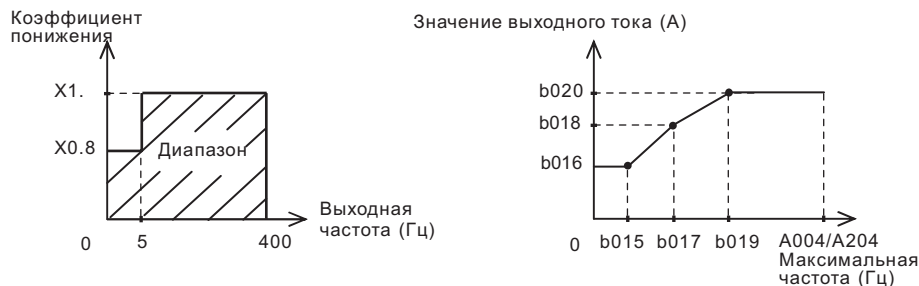 Коэффициент
понижения
X1.
X0.8
Диапазон
0
5
400
Выходная
частота (Гц)
Значение выходного тока (А)
b020
b018
b016
0
b015
b017
b019
A004/A204
Максимальная
частота (Гц)